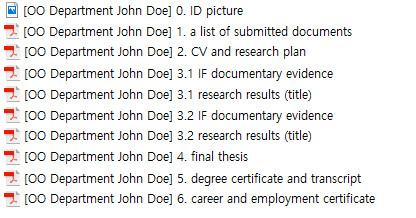 [OO Department John Doe] 0. ID picture
[OO Department John Doe] 1. a list of submitted documents
[OO Department John Doe] 2. CV and research plan
[OO Department John Doe] 3.1 IF documentary evidence
[OO Department John Doe] 3.1 research results (title)
[OO Department John Doe] 3.2 IF documentary evidence
[OO Department John Doe] 3.2 research results (title)
[OO Department John Doe] 4. final thesis
[OO Department John Doe] 5. degree certificate and transcript
[OO Department John Doe] 6. career and employment certificate